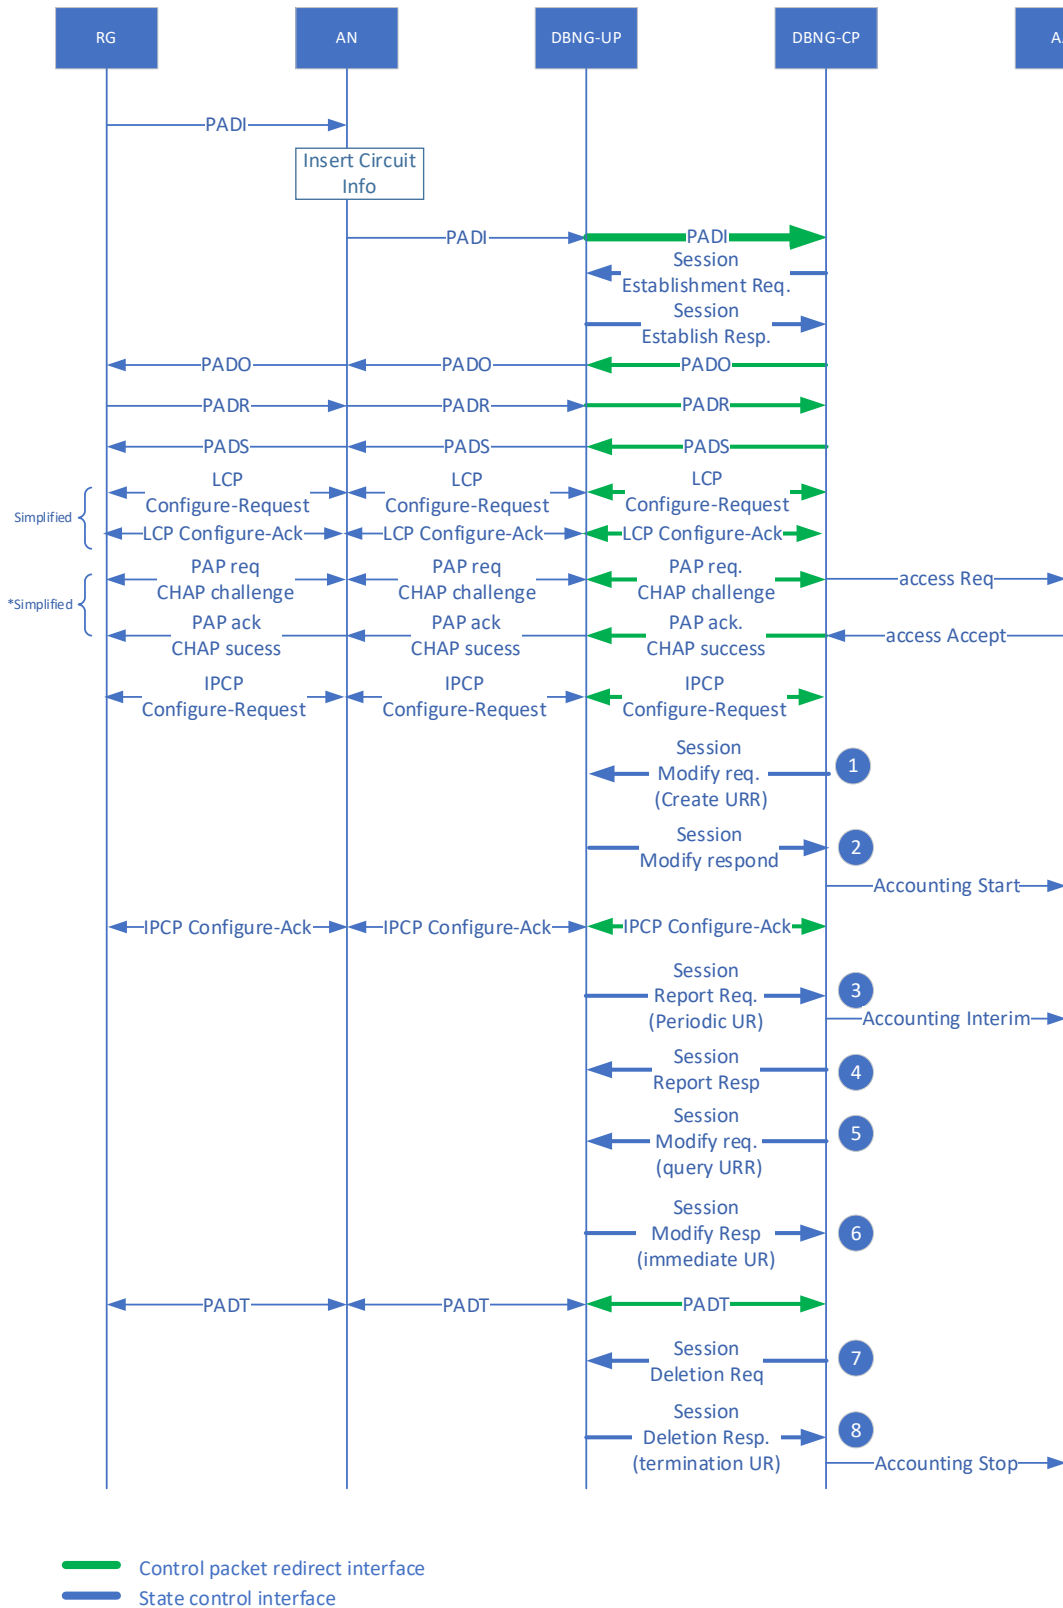 RG
AN
DBNG-UP
DBNG-CP
PADI
Insert Circuit
Info
PADI
PADI
Session
Establishment Req.
Session
Establish Resp.
PADO
PADO
PADO
PADR
PADR
PADR
PADS
PADS
PADS
Simplified
LCP
Configure-Request
LCP
Configure-Request
LCP
Configure-Request
LCP Configure-Ack
LCP Configure-Ack
LCP Configure-Ack
*Simplified
PAP req
CHAP challenge
PAP req
CHAP challenge
PAP req.
CHAP challenge
access Req
PAP ack
CHAP sucess
PAP ack
CHAP sucess
PAP ack.
CHAP success
access Accept
IPCP
Configure-Request
IPCP
Configure-Request
IPCP
Configure-Request
Session
Modify req.
(Create URR)
1
Session
Modify respond
2
Accounting Start
IPCP Configure-Ack
IPCP Configure-Ack
IPCP Configure-Ack
Session
Report Req.
(Periodic UR)
3
Accounting Interim
Session
Report Resp
4
Session
Modify req.
(query URR)
5
Session
Modify Resp
(immediate UR)
6
PADT
PADT
PADT
Session
Deletion Req
7
Session
Deletion Resp.
(termination UR)
8
Accounting Stop
Control packet redirect interface
State control interface